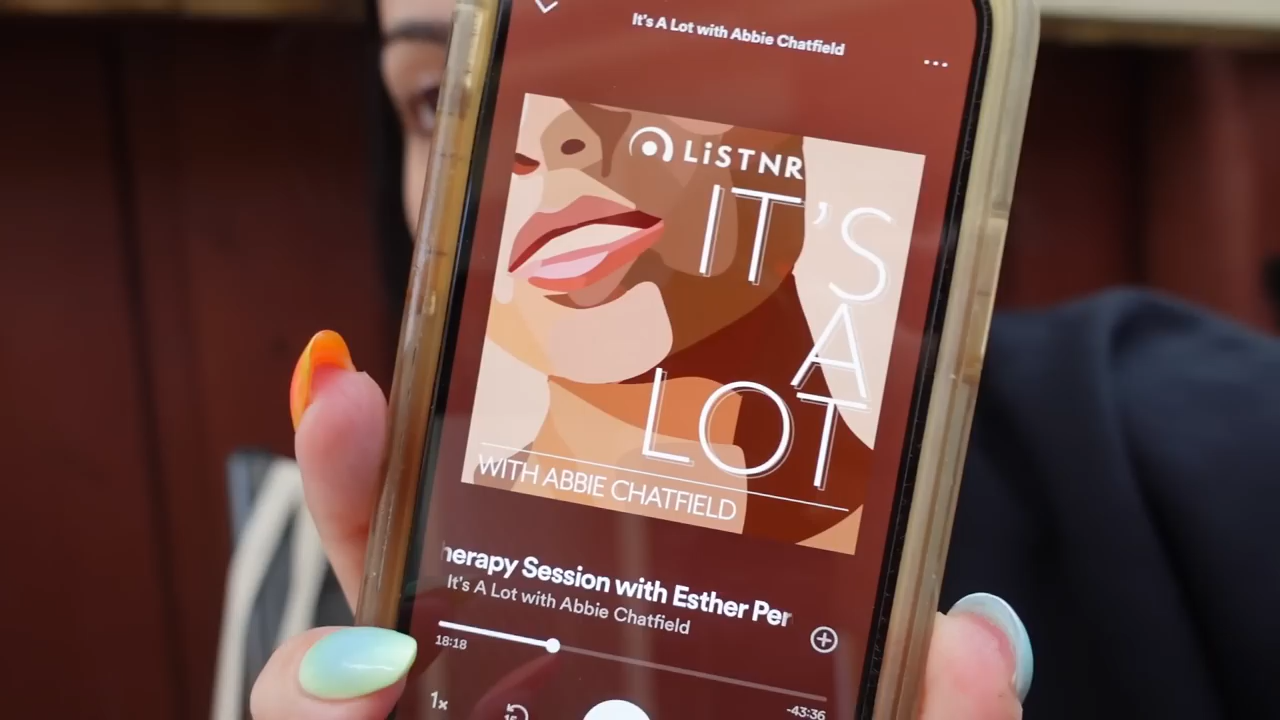 It's A Lot with Abbie Chatfield
LiSTNR
IT'S
A
LOT
WITH ABBIE CHATFIELD
herapy Session with Esther Per
It's A Lot with Abbie Chatfield
18:18
-43:36
1x
15